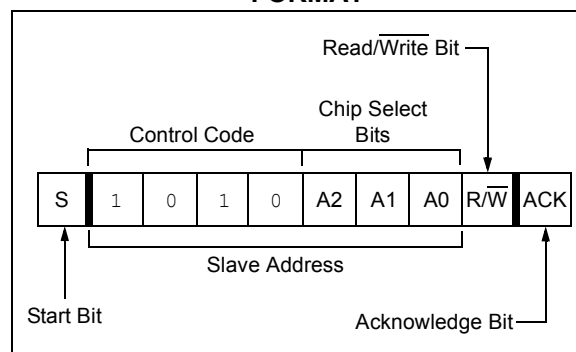 FORMAT
Read/Write Bit
Chip Select
Control Code Bits
S 1 0 1 0 A2 A1 A0 R/W ACK
Slave Address
Start Bit
Acknowledge Bit